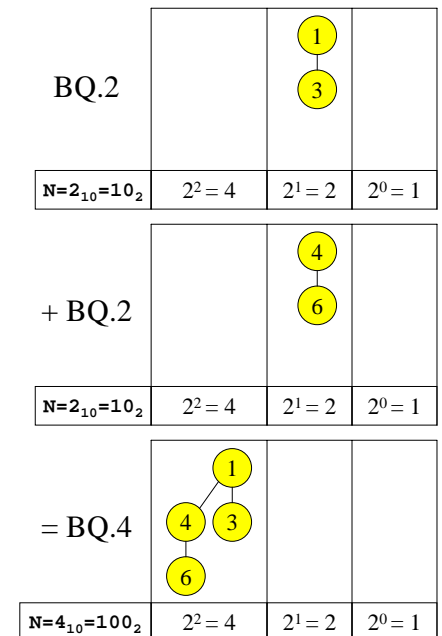 1
BQ.2
3
N=2₁₀=10₂ 2² = 4 2¹ = 2 2⁰ = 1
4
+ BQ.2
6
N=2₁₀=10₂ 2² = 4 2¹ = 2 2⁰ = 1
1
= BQ.4
4 3
6
N=4₁₀=100₂ 2² = 4 2¹ = 2 2⁰ = 1